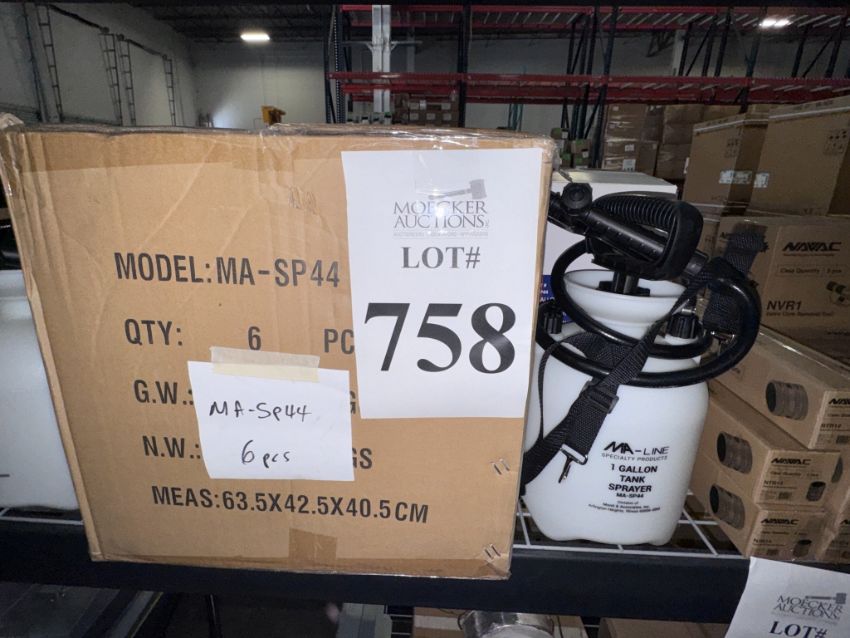 MODEL:MA-SP44
QTY: 6 PC
G.W.:
N.W.: GS
MEAS:63.5X42.5X40.5CM
MA-Sp44
6 pcs
MOECKER
AUCTIONS
LOT#
758
MA-LINE
SPECIALTY PRODUCTS
1 GALLON
TANK
SPRAYER
MA-SP44
NAVAC
NVR1
NAVAC
NAVAC
MOECKER
AUCTIONS
LOT#